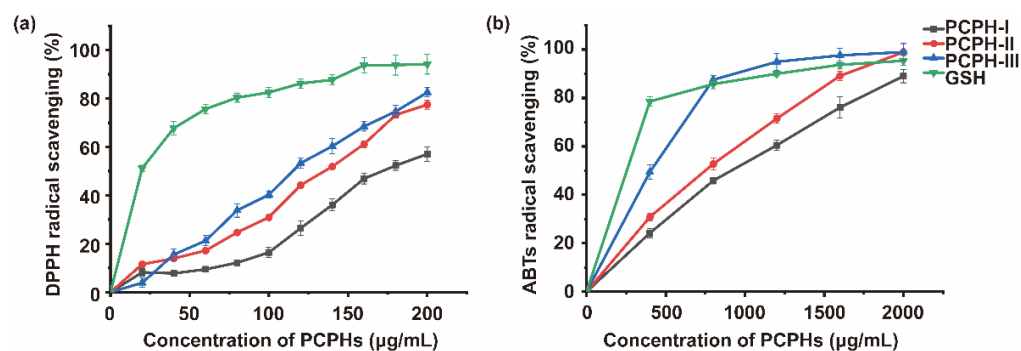 (a)
DPPH radical scavenging (%)
100
80
60
40
20
0
0
50
100
150
200
Concentration of PCPHs (μg/mL)
(b)
ABTs radical scavenging (%)
100
80
60
40
20
0
0
500
1000
1250
1500
2000
Concentration of PCPHs (μg/mL)
PCPH-I
PCPH-II
PCPH-III
GSH